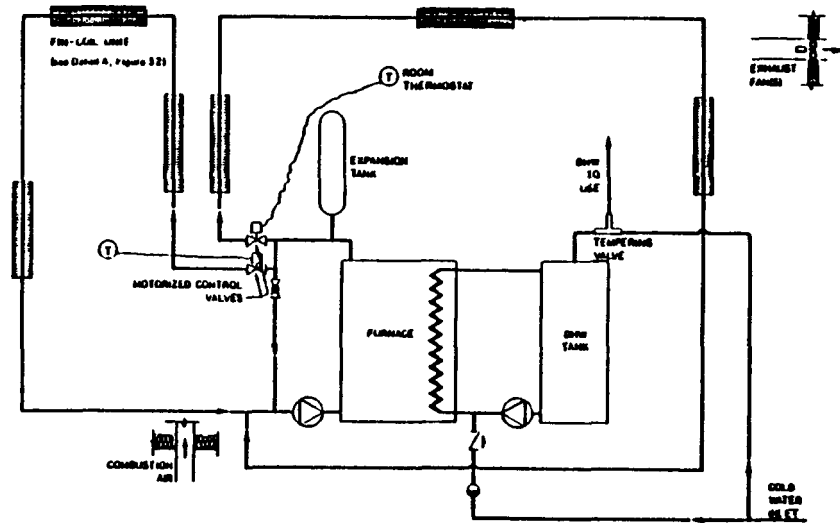 FIN-COIL UNIT
(see Detail A, Figure 32)
T
ROOM
THERMOSTAT
EXHAUST
FAN(S)
EXPANSION
TANK
DHW
TO
USE
T
TEMPERING
VALVE
MOTORIZED CONTROL
VALVES
FURNACE
DHW
TANK
COMBUSTION
AIR
COLD
WATER
INLET